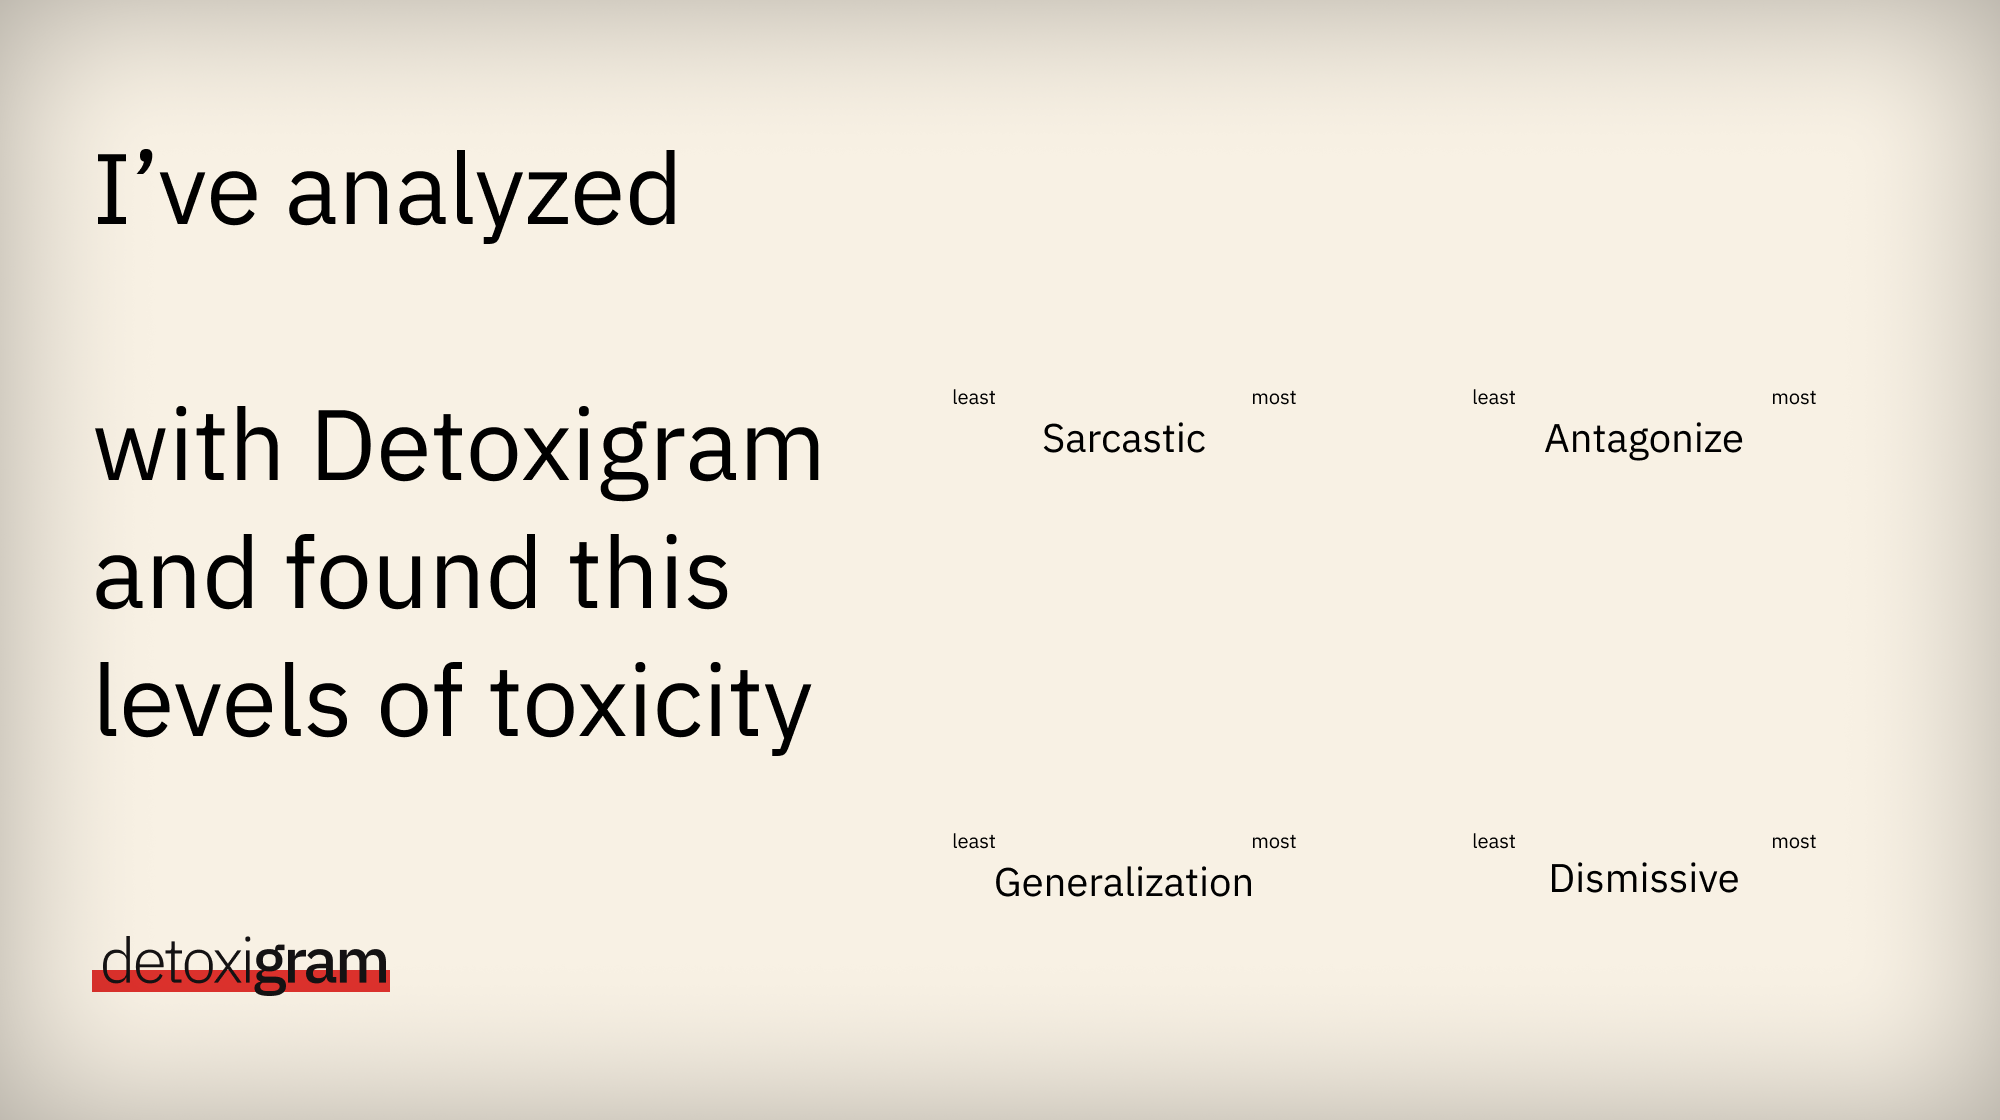 I’ve analyzed
with Detoxigram
and found this
levels of toxicity
least most
Sarcastic
least most
Antagonize
least most
Generalization
least most
Dismissive
detoxigram